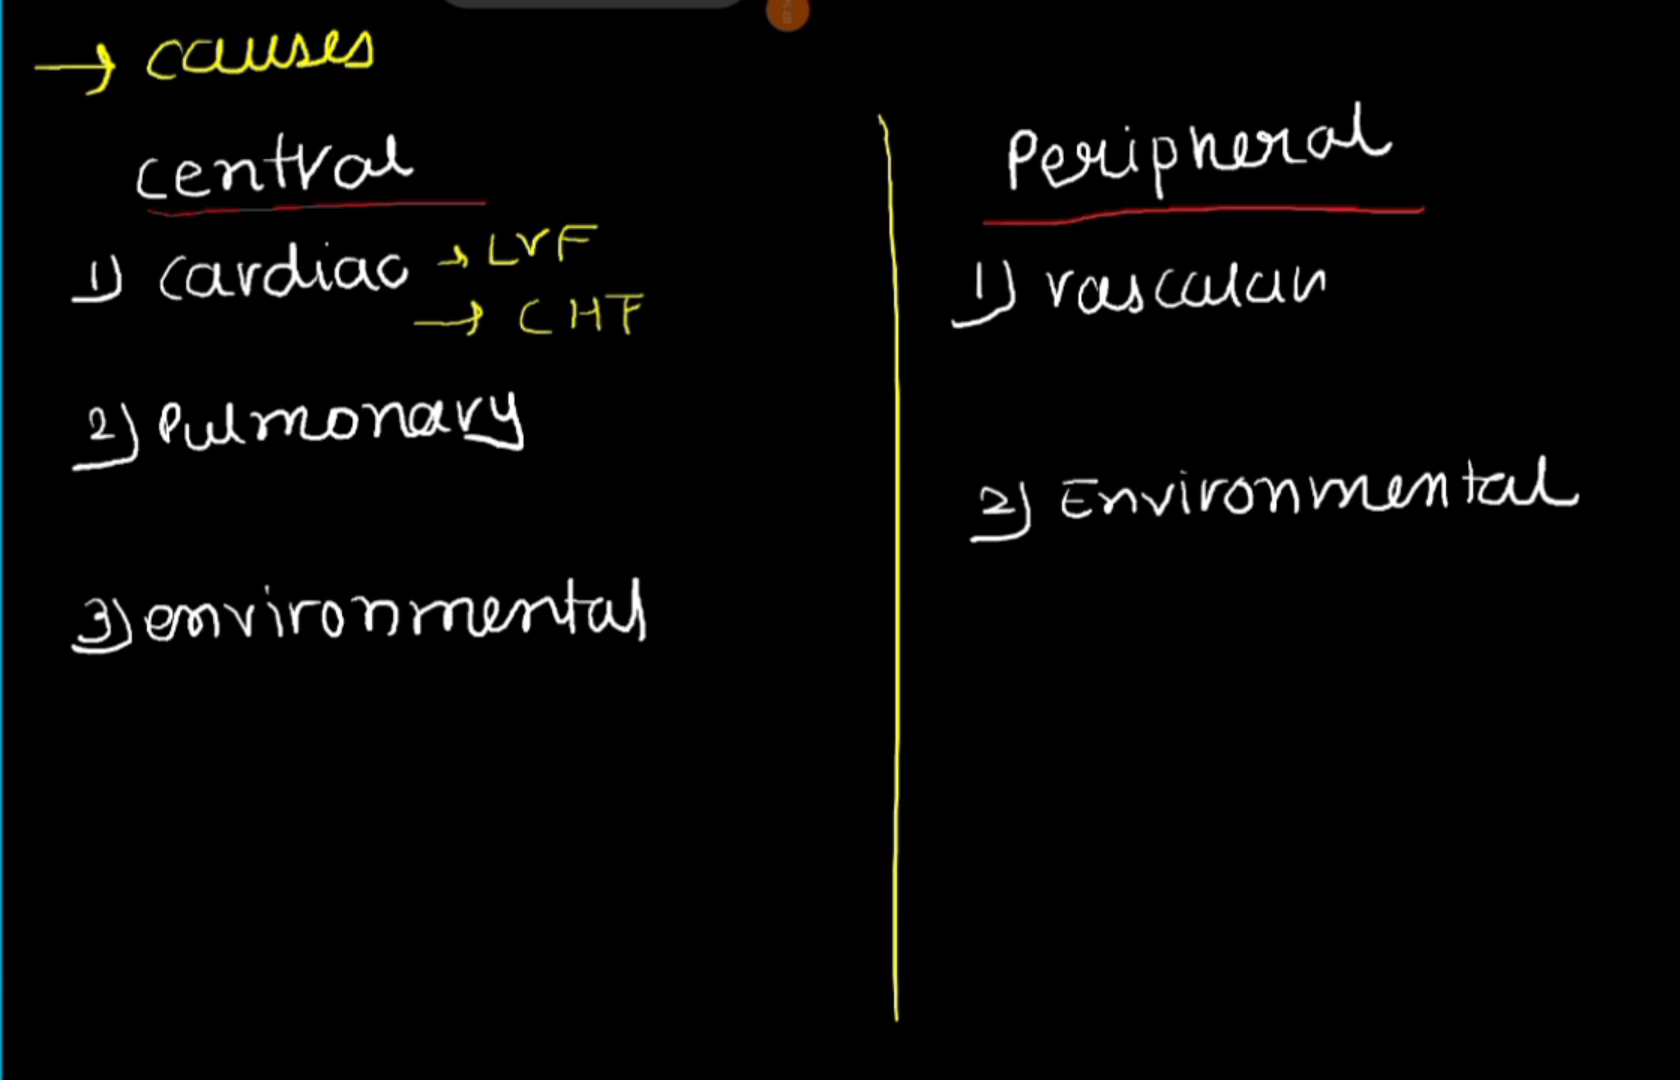 → causes
central
1) cardiac → LVF
→ CHF
2) Pulmonary
3) environmental
Peripheral
1) vascular
2) Environmental